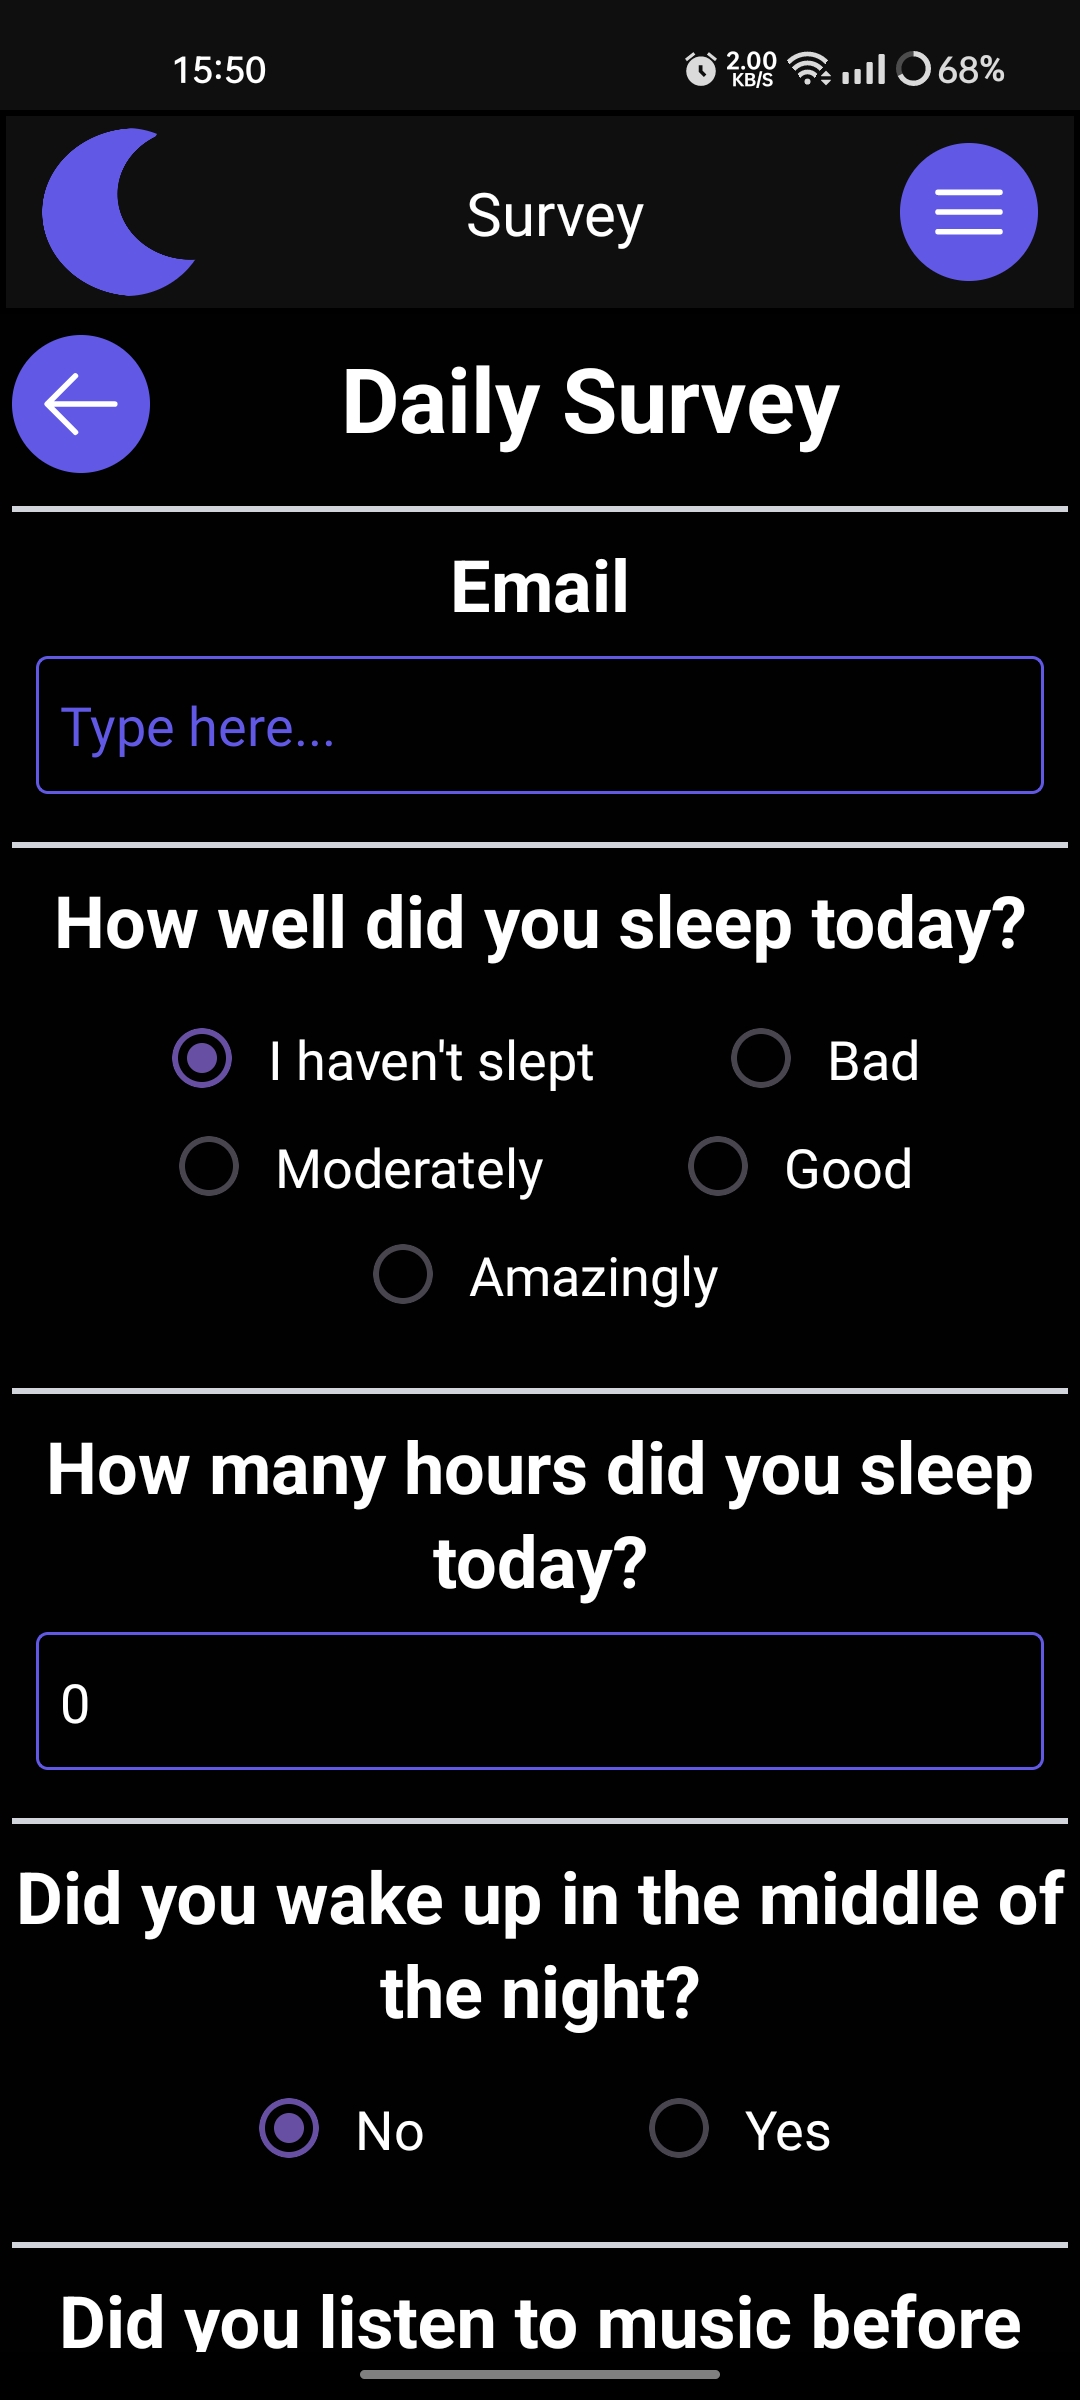 15:50
2.00
KB/S
68%
Survey
Daily Survey
Email
Type here...
How well did you sleep today?
I haven't slept
Bad
Moderately
Good
Amazingly
How many hours did you sleep
today?
0
Did you wake up in the middle of
the night?
No
Yes
Did you listen to music before